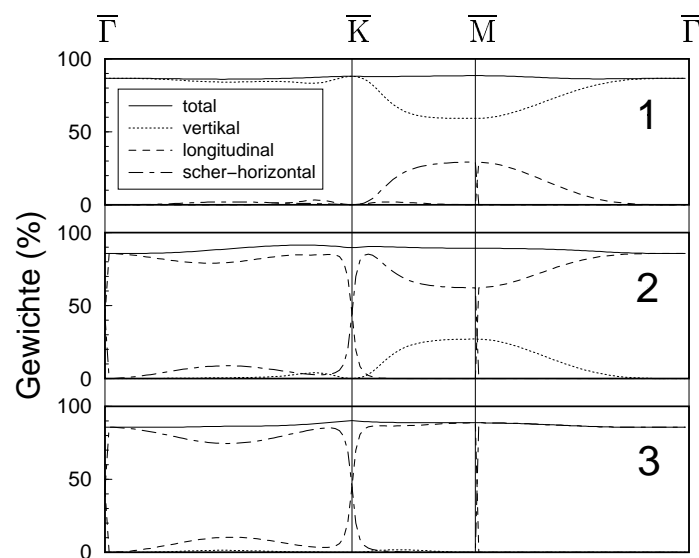 Γ̅ K̅ M̅ Γ̅
100
50
0
total
vertikal
longitudinal
scher−horizontal
1
Gewichte (%)
100
50
0
2
100
50
0
3